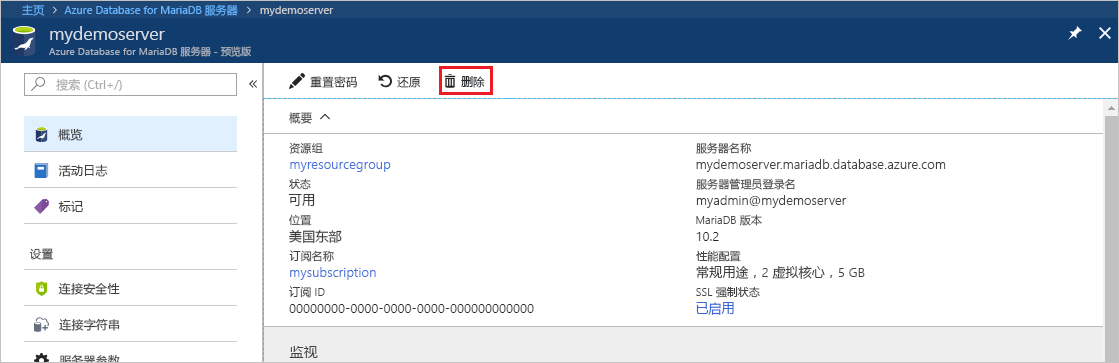 主页 > Azure Database for MariaDB 服务器 > mydemoserver
mydemoserver
Azure Database for MariaDB 服务器 - 预览版
搜索 (Ctrl+/)
«
概览
活动日志
标记
设置
连接安全性
连接字符串
服务器参数
重置密码 还原 删除
概要
资源组
myresourcegroup
状态
可用
位置
美国东部
订阅名称
mysubscription
订阅 ID
00000000-0000-0000-0000-000000000000
服务器名称
mydemoserver.mariadb.database.azure.com
服务器管理员登录名
myadmin@mydemoserver
MariaDB 版本
10.2
性能配置
常规用途，2 虚拟核心，5 GB
SSL 强制状态
已启用
监视